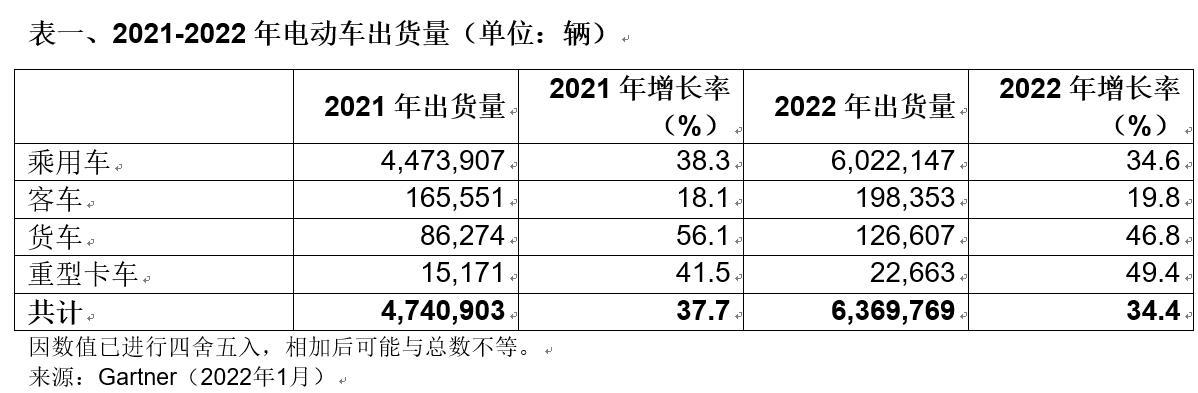 表一、2021-2022 年电动车出货量（单位：辆）
2021 年出货量 2021 年增长率（%） 2022 年出货量 2022 年增长率（%）
乘用车 4,473,907 38.3 6,022,147 34.6
客车 165,551 18.1 198,353 19.8
货车 86,274 56.1 126,607 46.8
重型卡车 15,171 41.5 22,663 49.4
共计 4,740,903 37.7 6,369,769 34.4
因数值已进行四舍五入，相加后可能与总数不等。
来源：Gartner（2022年1月）